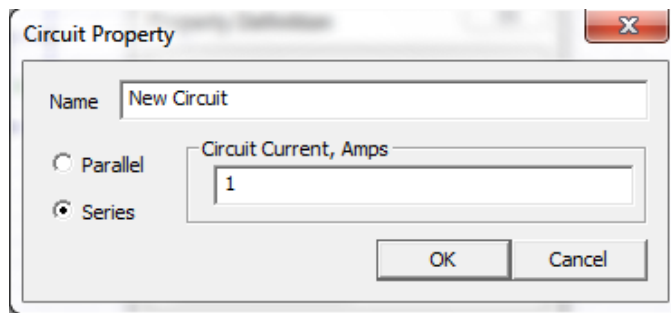 Circuit Property
Name New Circuit
Parallel
Circuit Current, Amps
1
Series
OK Cancel